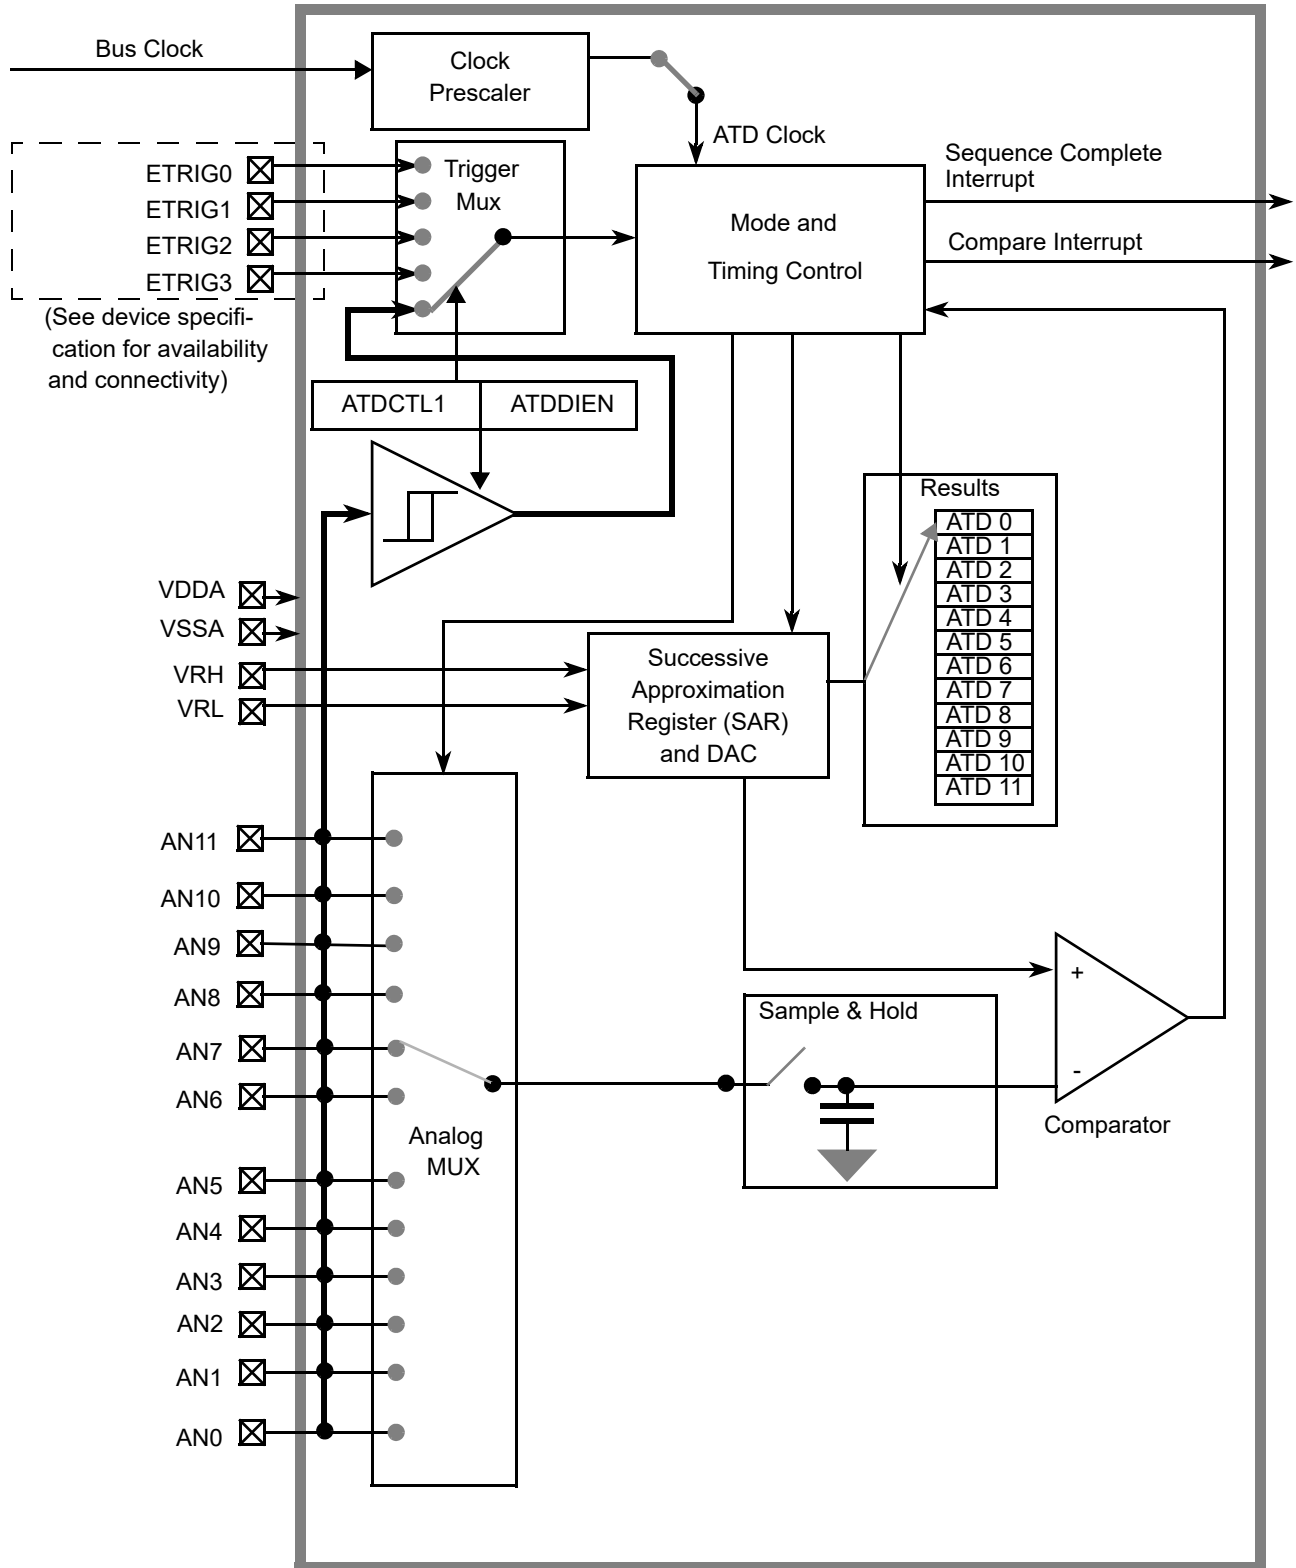 Bus Clock
Clock
Prescaler
ATD Clock
ETRIG0
ETRIG1
ETRIG2
ETRIG3
(See device specifi-
cation for availability
and connectivity)
Trigger
Mux
Mode and
Timing Control
Sequence Complete
Interrupt
Compare Interrupt
ATDCTL1
ATDDIEN
Results
ATD 0
ATD 1
ATD 2
ATD 3
ATD 4
ATD 5
ATD 6
ATD 7
ATD 8
ATD 9
ATD 10
ATD 11
VDDA
VSSA
VRH
VRL
Successive
Approximation
Register (SAR)
and DAC
AN11
AN10
AN9
AN8
AN7
AN6
AN5
AN4
AN3
AN2
AN1
AN0
Analog
MUX
Sample & Hold
+
-
Comparator